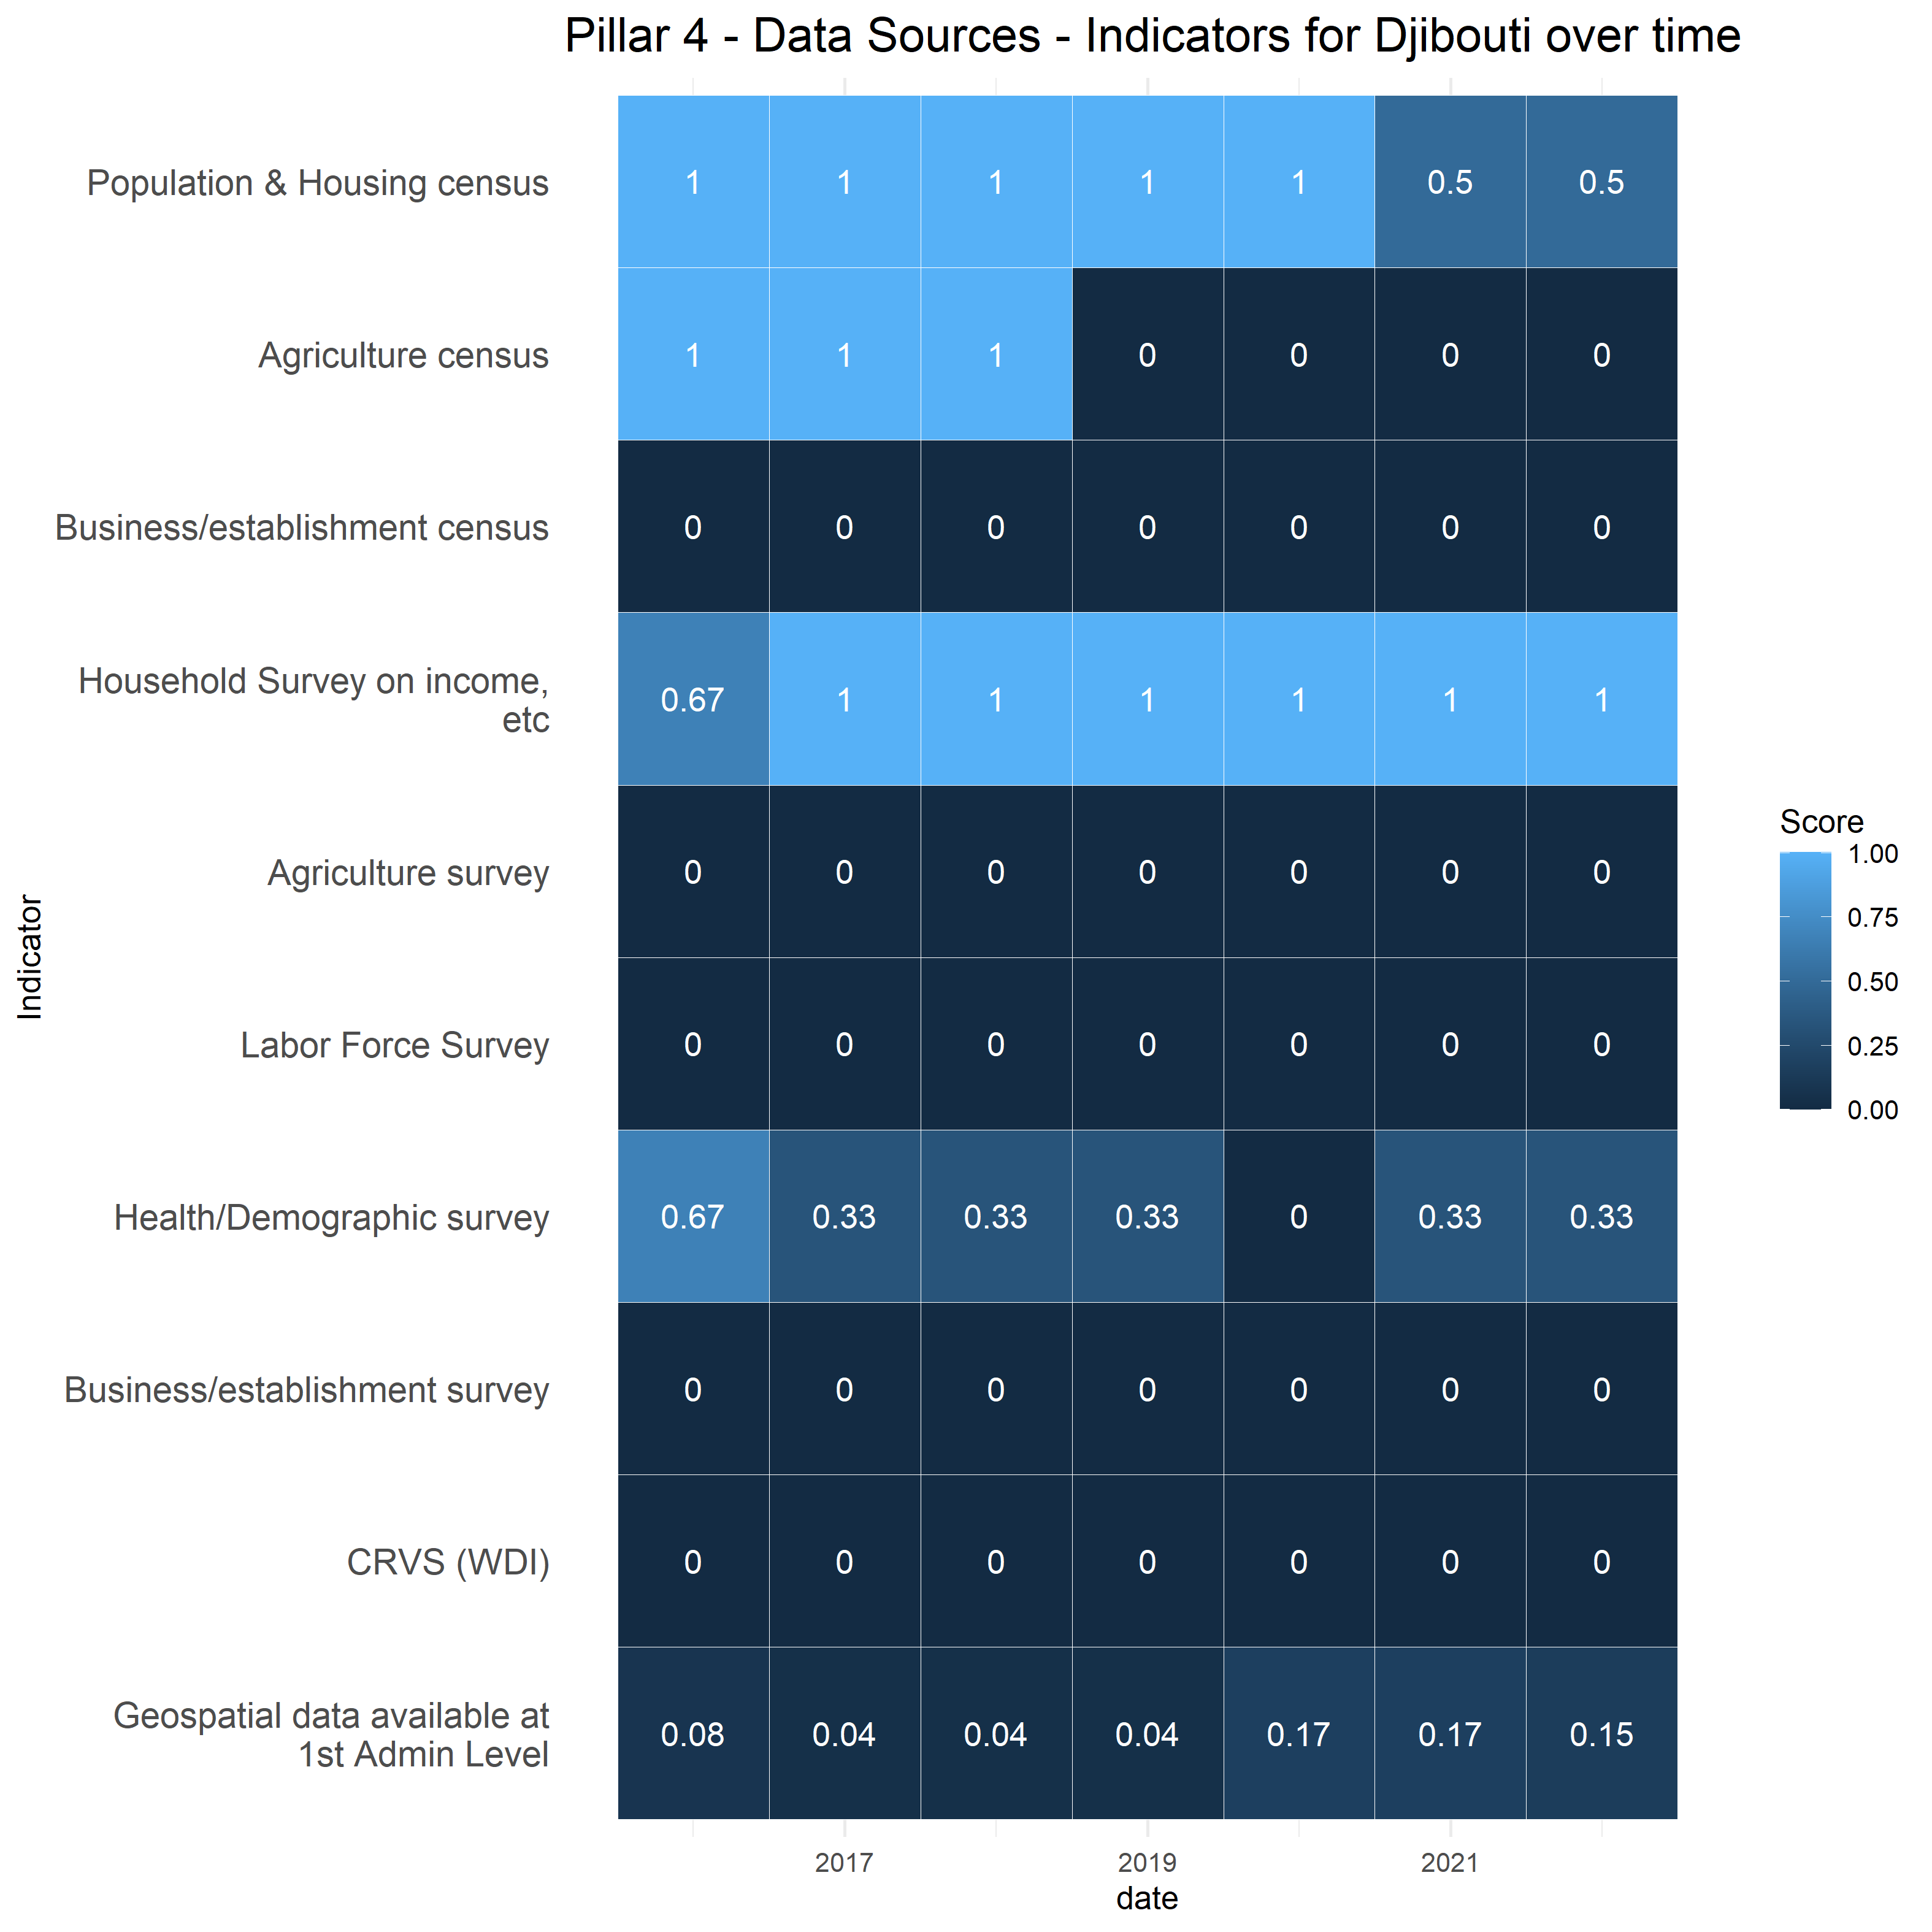 Pillar 4 - Data Sources - Indicators for Djibouti over time
Population & Housing census
1 1 1 1 1 0.5 0.5
Agriculture census
1 1 1 0 0 0 0
Business/establishment census
0 0 0 0 0 0 0
Household Survey on income,
etc
0.67 1 1 1 1 1 1
Agriculture survey
0 0 0 0 0 0 0
Labor Force Survey
0 0 0 0 0 0 0
Health/Demographic survey
0.67 0.33 0.33 0.33 0 0.33 0.33
Business/establishment survey
0 0 0 0 0 0 0
CRVS (WDI)
0 0 0 0 0 0 0
Geospatial data available at
1st Admin Level
0.08 0.04 0.04 0.04 0.17 0.17 0.15
2017 2019 2021
date
Indicator
Score
1.00
0.75
0.50
0.25
0.00